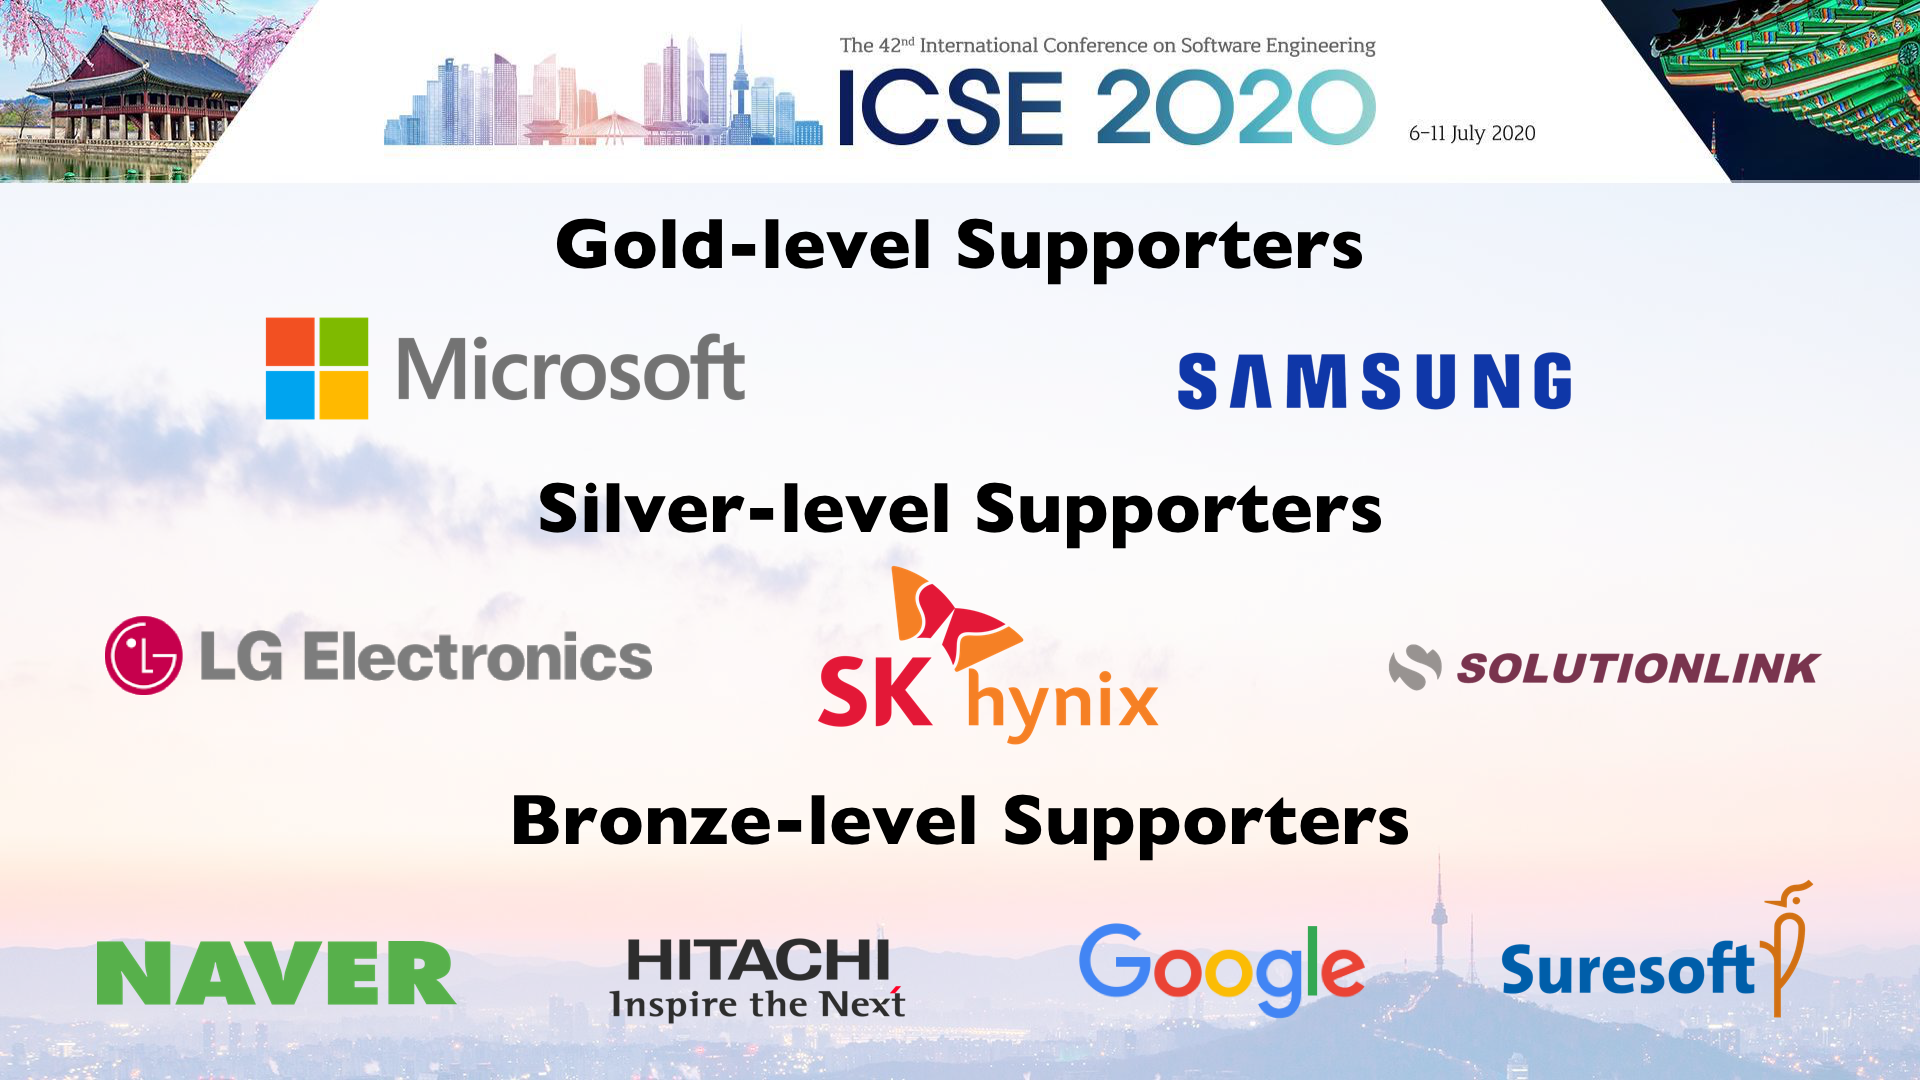 The 42nd International Conference on Software Engineering
ICSE 2020
6-11 July 2020
Gold-level Supporters
Microsoft
SAMSUNG
Silver-level Supporters
LG Electronics
SK hynix
SOLUTIONLINK
Bronze-level Supporters
NAVER
HITACHI
Inspire the Next
Google
Suresoft